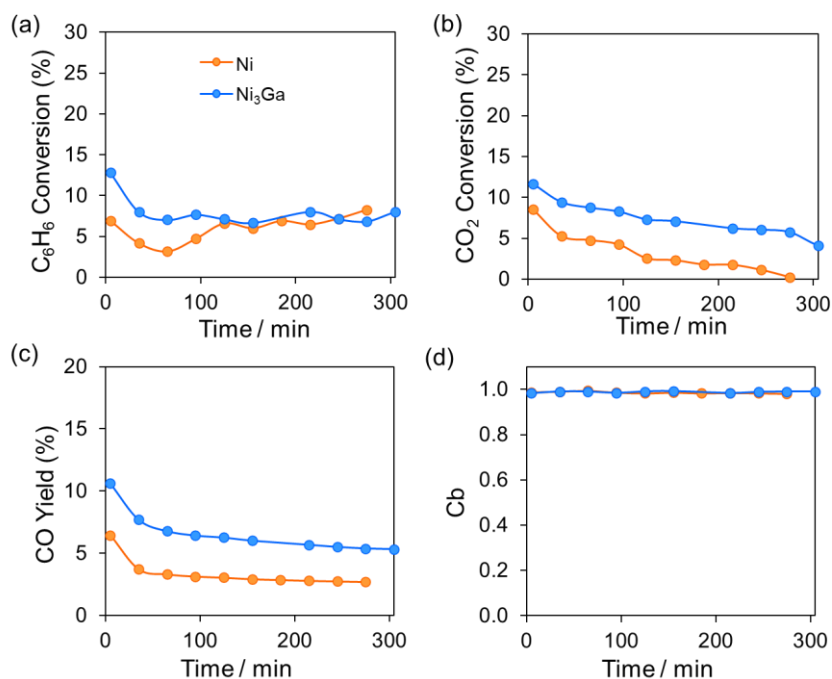 (a)
C₆H₆ Conversion (%)
30
25
20
15
10
5
0
0 100 200 300
Time / min
Ni
Ni₃Ga
(b)
CO₂ Conversion (%)
30
25
20
15
10
5
0
0 100 200 300
Time / min
(c)
CO Yield (%)
20
15
10
5
0
0 100 200 300
Time / min
(d)
Cb
1.0
0.8
0.6
0.4
0.2
0.0
0 100 200 300
Time / min